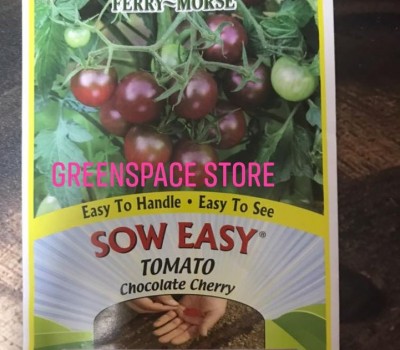 FERRY~MORSE
GREENSPACE STORE
Easy To Handle • Easy To See
SOW EASY®
TOMATO
Chocolate Cherry